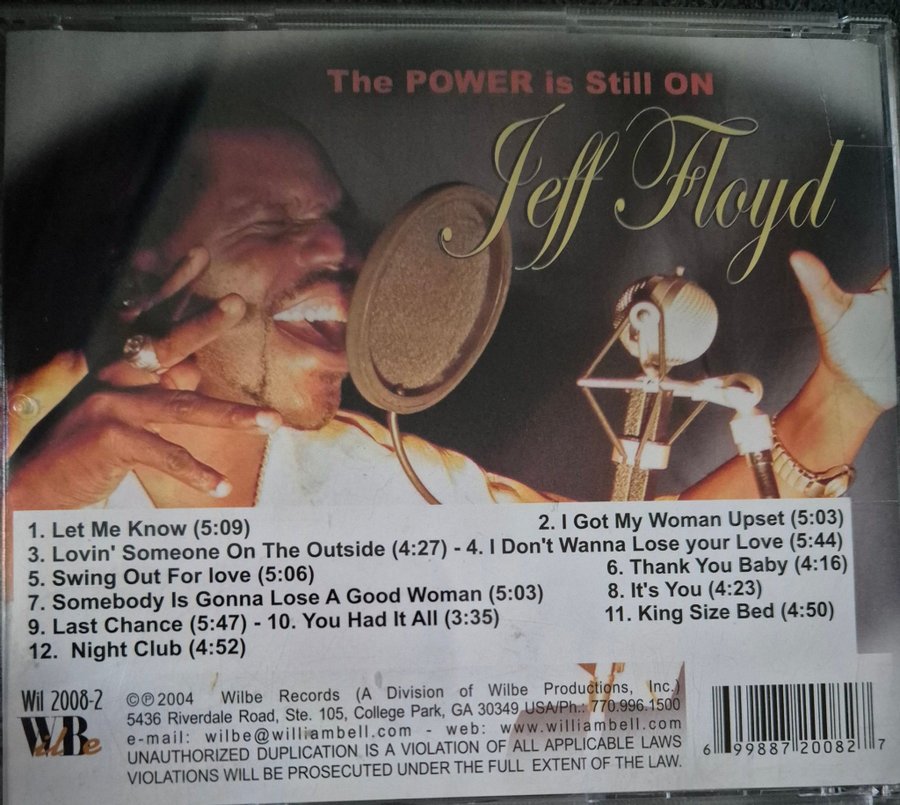 The POWER is Still ON
Jeff Floyd
1. Let Me Know (5:09) 2. I Got My Woman Upset (5:03)
3. Lovin' Someone On The Outside (4:27) - 4. I Don't Wanna Lose your Love (5:44)
5. Swing Out For love (5:06) 6. Thank You Baby (4:16)
7. Somebody Is Gonna Lose A Good Woman (5:03) 8. It's You (4:23)
9. Last Chance (5:47) - 10. You Had It All (3:35) 11. King Size Bed (4:50)
12. Night Club (4:52)
Wil 2008-2
WilBe
©℗2004 Wilbe Records (A Division of Wilbe Productions, Inc.)
5436 Riverdale Road, Ste. 105, College Park, GA 30349 USA/Ph.: 770.996.1500
e-mail: wilbe@williambell.com - web: www.williambell.com
UNAUTHORIZED DUPLICATION IS A VIOLATION OF ALL APPLICABLE LAWS
VIOLATIONS WILL BE PROSECUTED UNDER THE FULL EXTENT OF THE LAW.
6 99887 20082 7